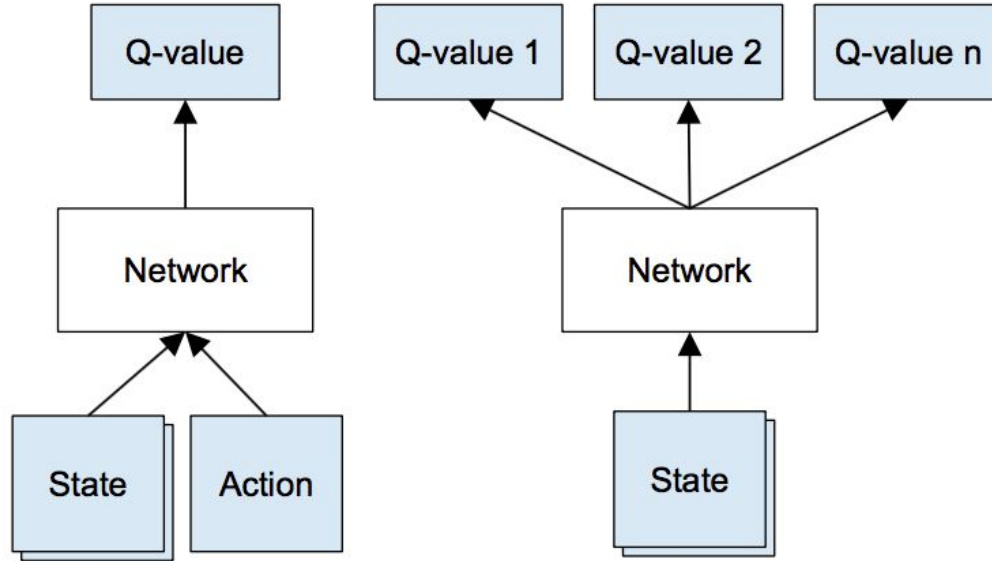 Q-value
Network
State
Action
Q-value 1
Q-value 2
Q-value n
Network
State